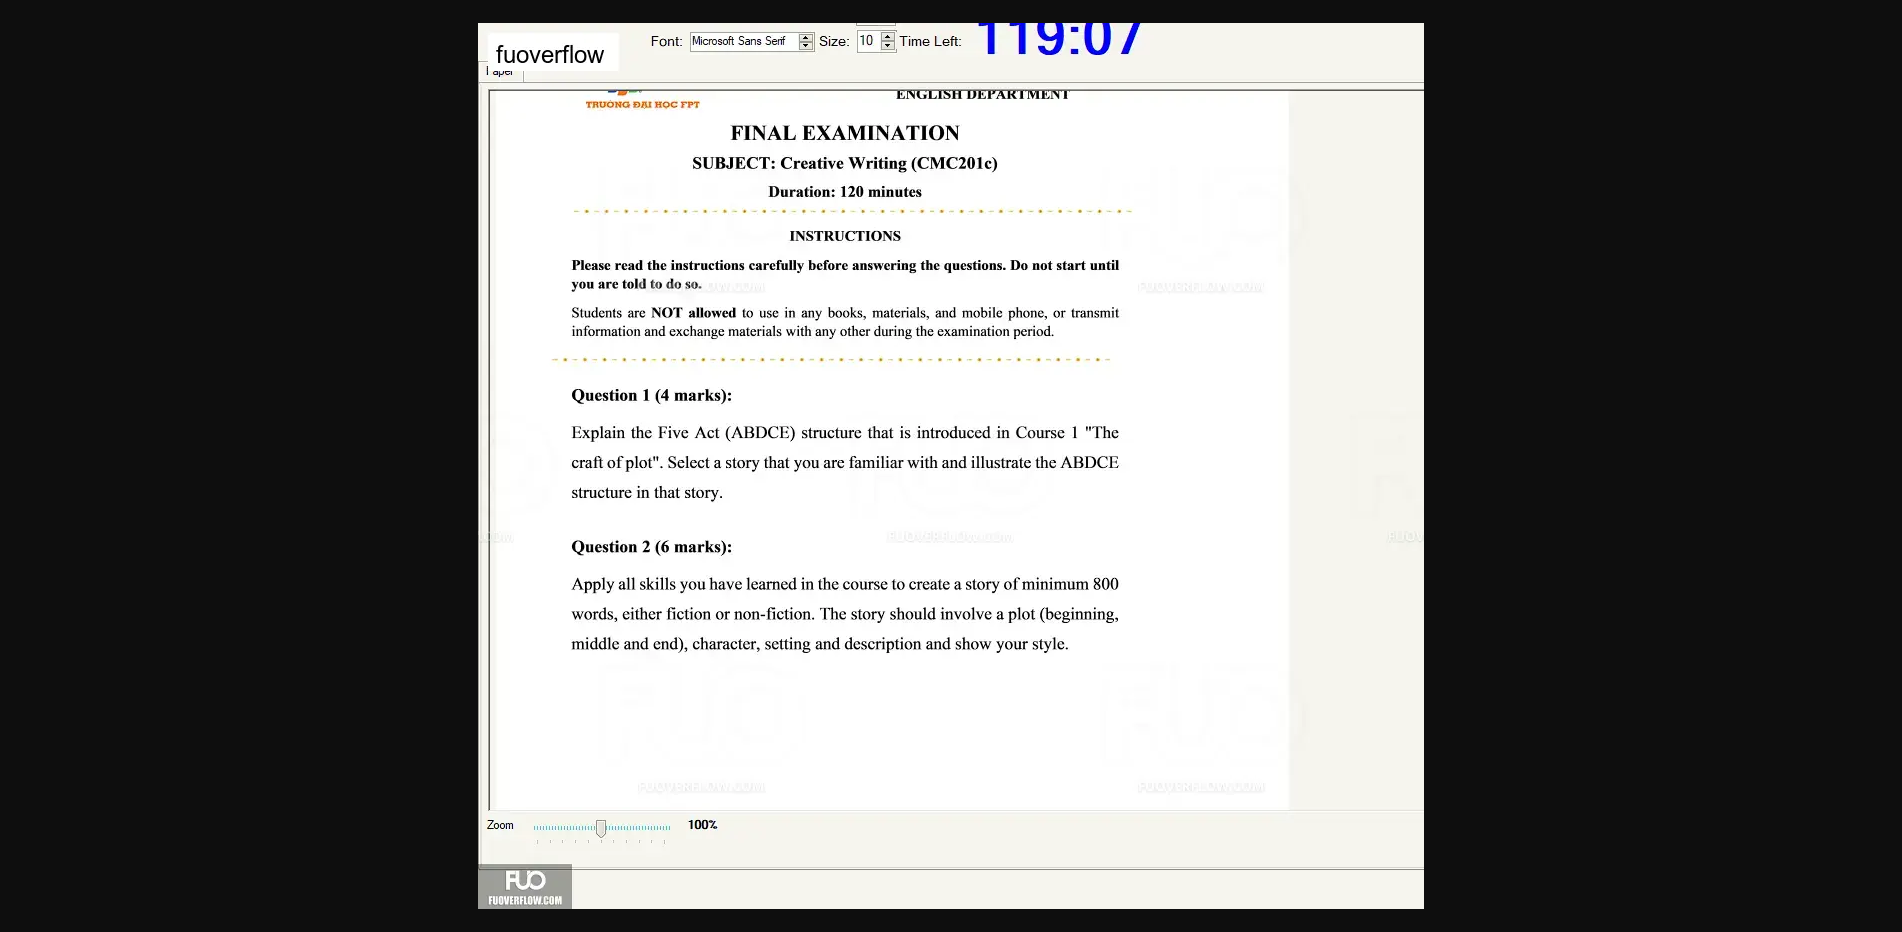 fuoverflow
Font: Microsoft Sans Serif Size: 10 Time Left: 119:07
Paper
TRƯỜNG ĐẠI HỌC FPT
ENGLISH DEPARTMENT
FINAL EXAMINATION
SUBJECT: Creative Writing (CMC201c)
Duration: 120 minutes
INSTRUCTIONS
Please read the instructions carefully before answering the questions. Do not start until
you are told to do so.
Students are NOT allowed to use in any books, materials, and mobile phone, or transmit
information and exchange materials with any other during the examination period.
Question 1 (4 marks):
Explain the Five Act (ABDCE) structure that is introduced in Course 1 "The
craft of plot". Select a story that you are familiar with and illustrate the ABDCE
structure in that story.
Question 2 (6 marks):
Apply all skills you have learned in the course to create a story of minimum 800
words, either fiction or non-fiction. The story should involve a plot (beginning,
middle and end), character, setting and description and show your style.
FUOVERFLOW.COM
FUOVERFLOW.COM
Zoom 100%
FUO
FUOVERFLOW.COM